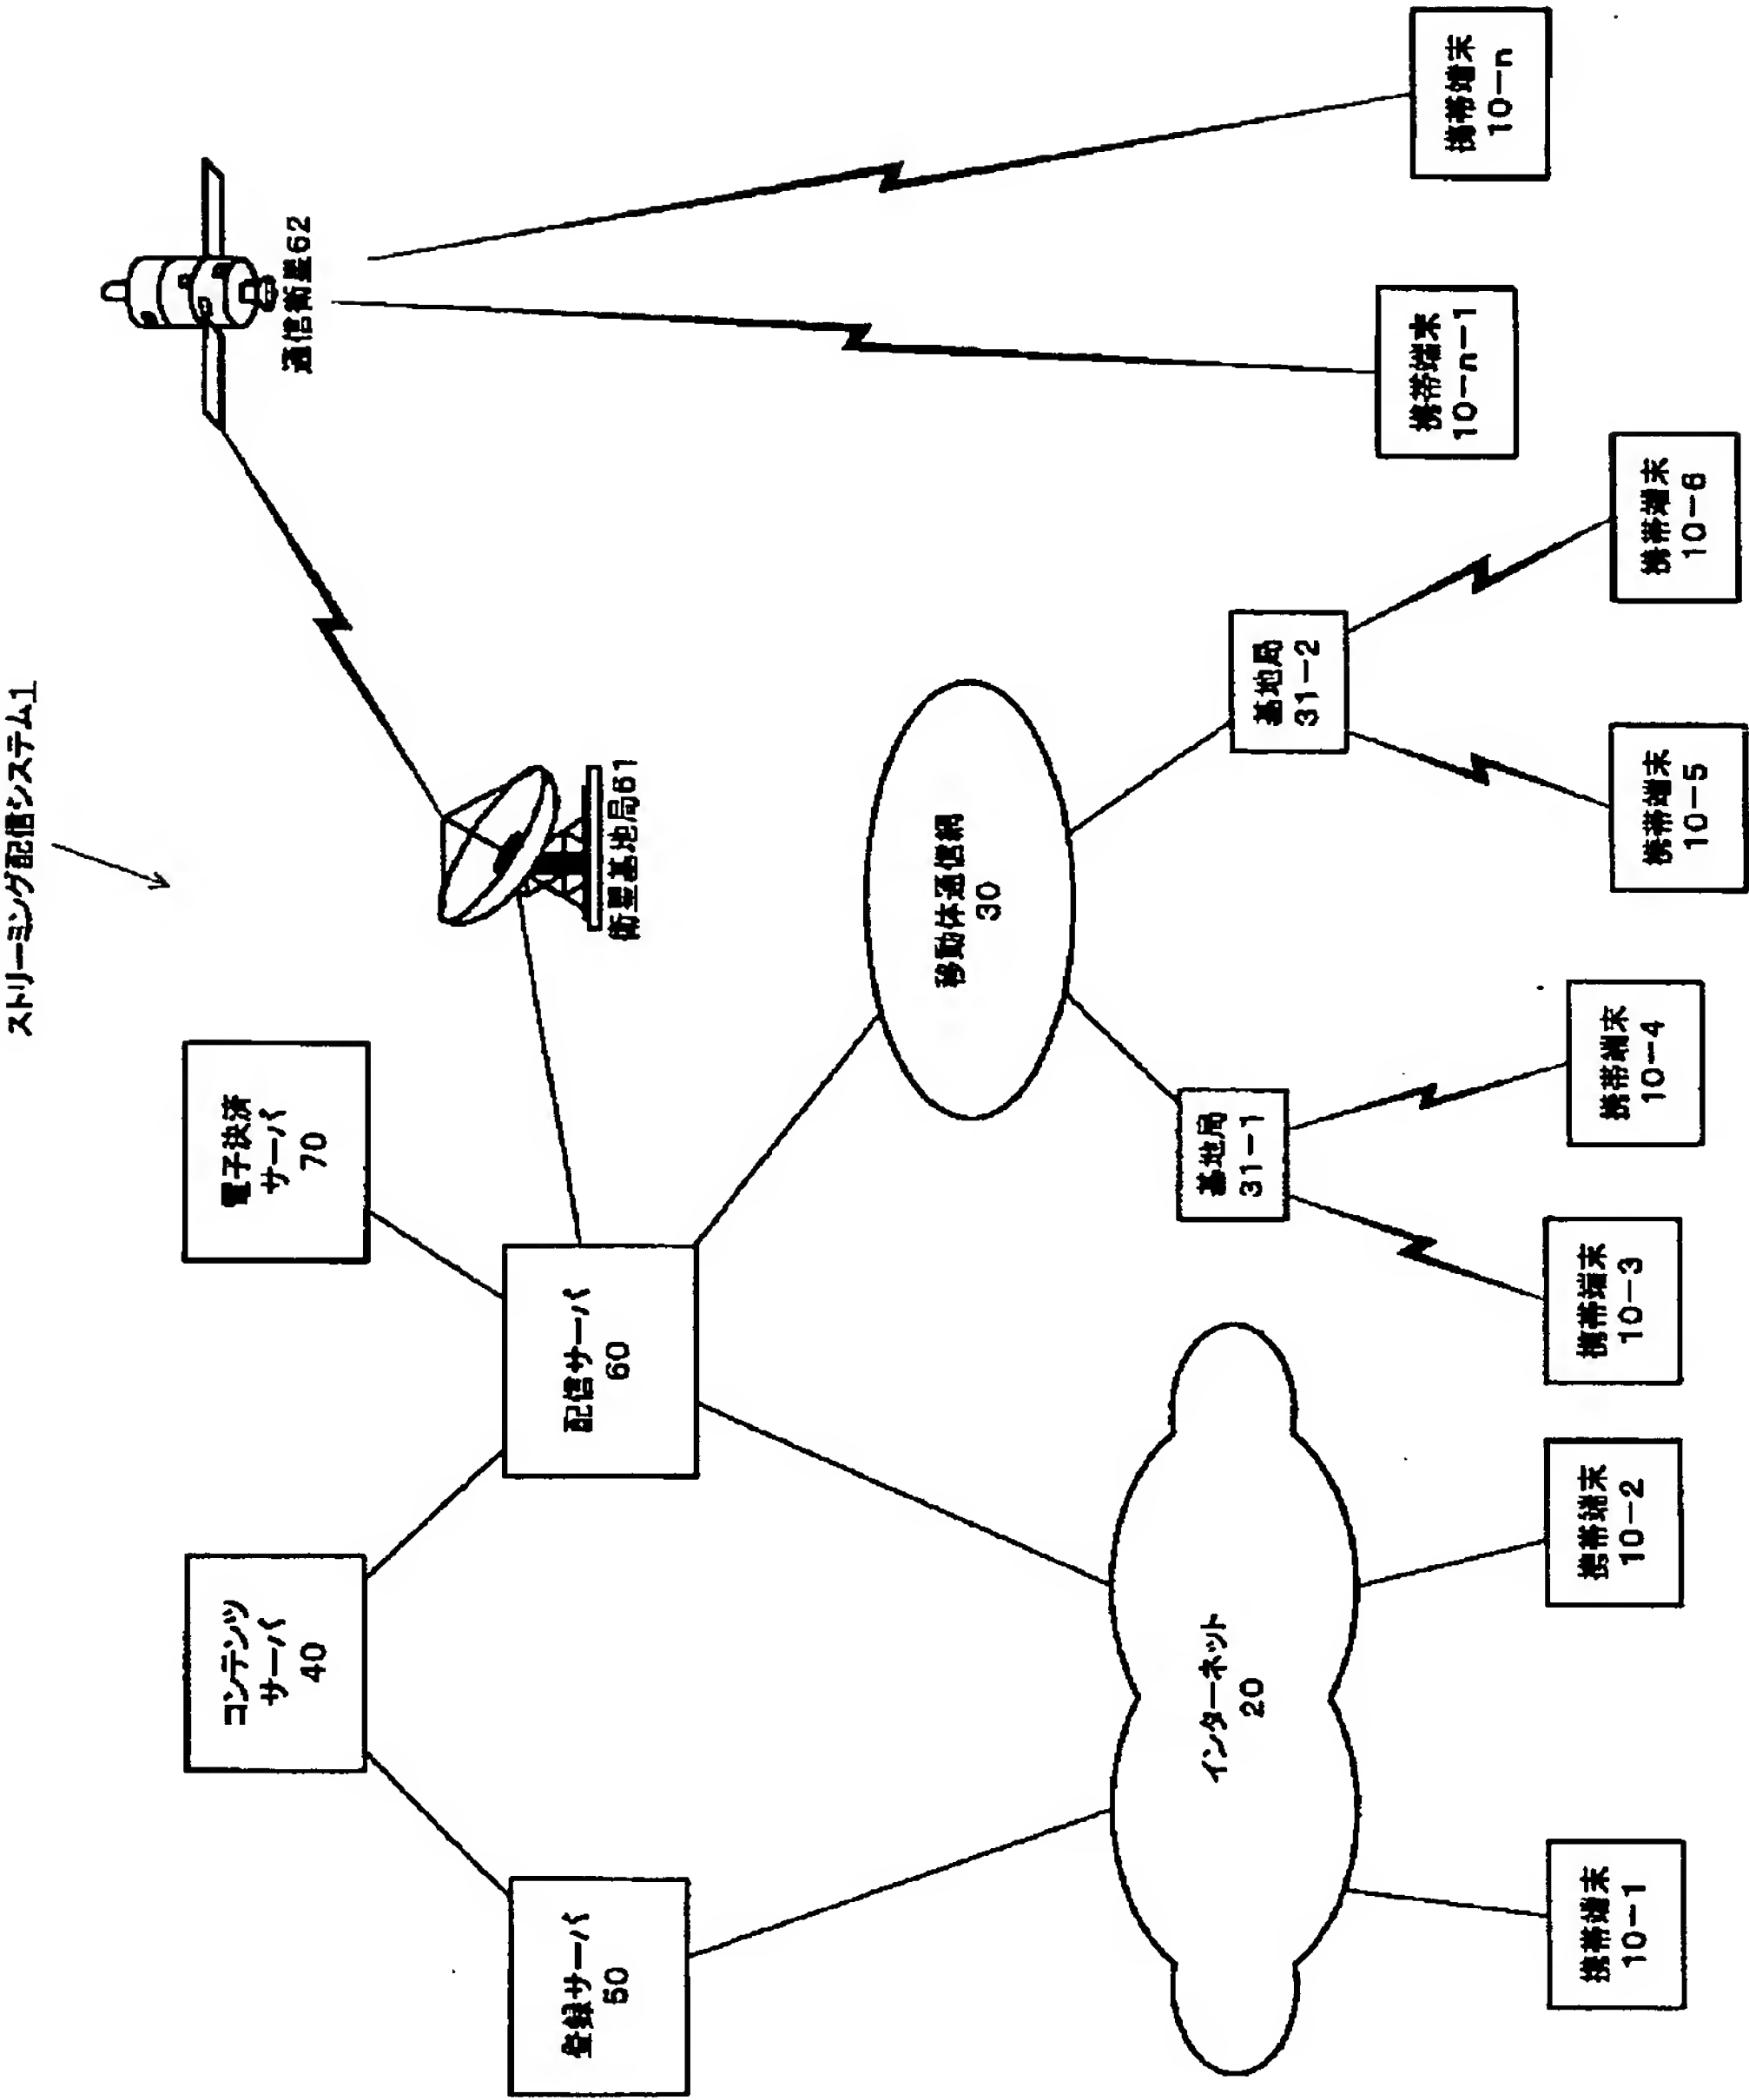 ストリーミング配信システム1
コンテンツ
サーバ
40
電子決済
サーバ
70
通信衛星62
登録サーバ
50
配信サーバ
60
衛星基地局61
インターネット
20
移動体通信網
30
基地局
31-1
基地局
31-2
携帯端末
10-1
携帯端末
10-2
携帯端末
10-3
携帯端末
10-4
携帯端末
10-5
携帯端末
10-6
携帯端末
10-n-1
携帯端末
10-n